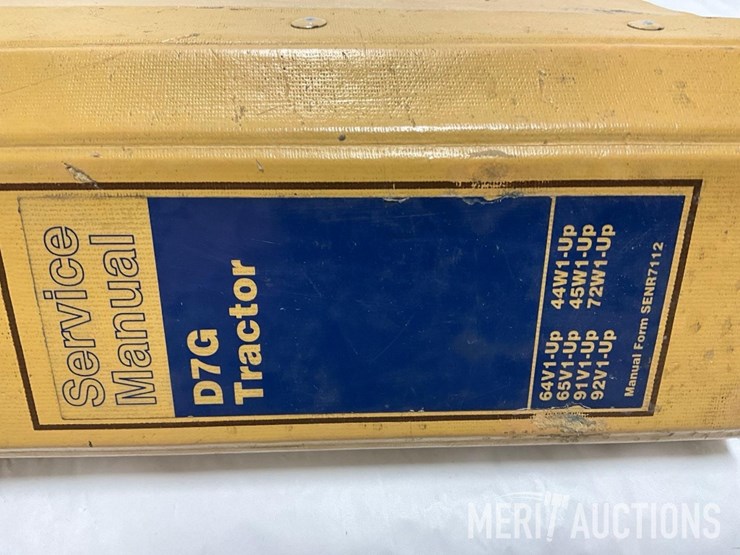 Service
Manual
D7G
Tractor
64V1-Up 44W1-Up
65V1-Up 45W1-Up
91V1-Up 72W1-Up
92V1-Up
Manual Form SENR7112
MERIT AUCTIONS